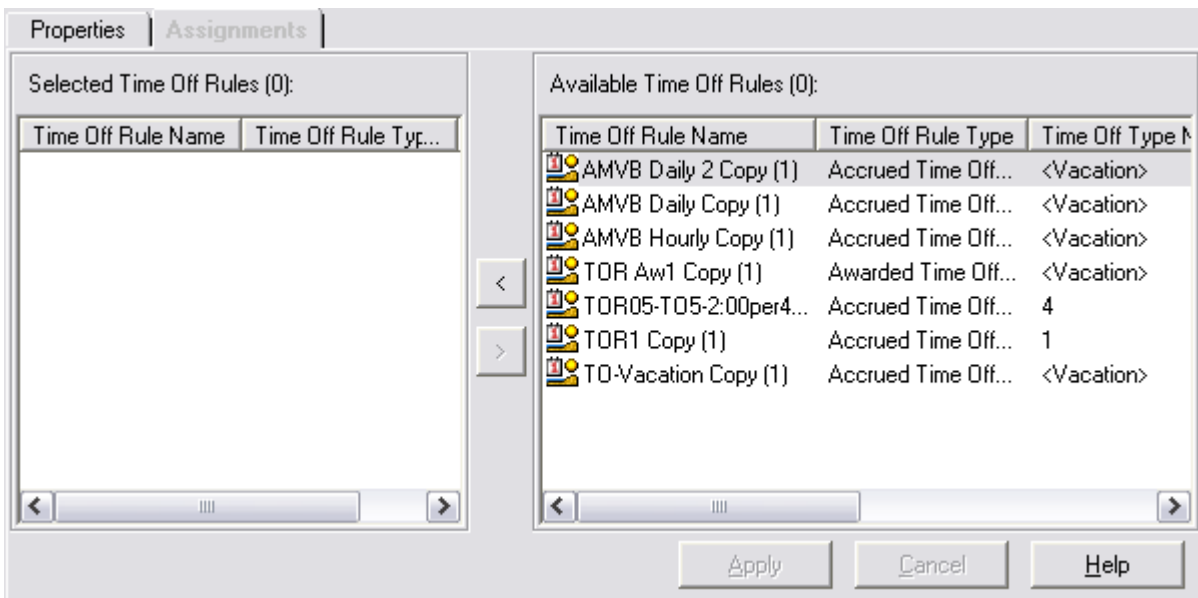 Properties Assignments
Selected Time Off Rules (0):
Time Off Rule Name Time Off Rule Typ...
Available Time Off Rules (0):
Time Off Rule Name Time Off Rule Type Time Off Type N
AMVB Daily 2 Copy (1) Accrued Time Off... <Vacation>
AMVB Daily Copy (1) Accrued Time Off... <Vacation>
AMVB Hourly Copy (1) Accrued Time Off... <Vacation>
TOR Aw1 Copy (1) Awarded Time Off... <Vacation>
TOR05-TO5-2:00per4... Accrued Time Off... 4
TOR1 Copy (1) Accrued Time Off... 1
TO-Vacation Copy (1) Accrued Time Off... <Vacation>
<
>
Apply Cancel Help